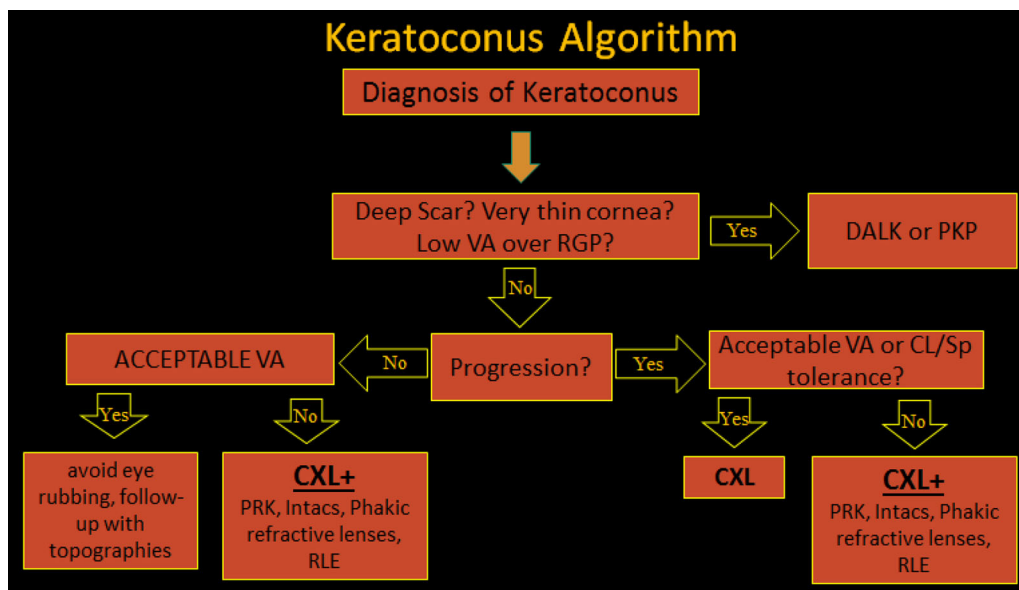 Keratoconus Algorithm
Diagnosis of Keratoconus
Deep Scar? Very thin cornea?
Low VA over RGP?
Yes
DALK or PKP
No
ACCEPTABLE VA
No
Progression?
Yes
Acceptable VA or CL/Sp
tolerance?
Yes
No
Yes
No
avoid eye
rubbing, follow-
up with
topographies
CXL+
PRK, Intacs, Phakic
refractive lenses,
RLE
CXL
CXL+
PRK, Intacs, Phakic
refractive lenses,
RLE